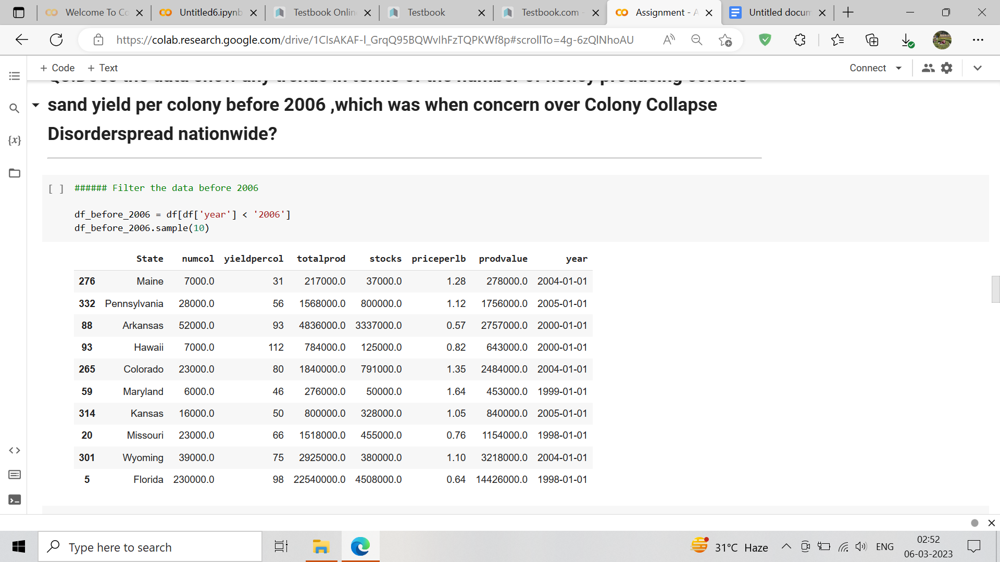 Welcome To Co
Untitled6.ipynb
Testbook Onlin
Testbook
Testbook.com -
Assignment - A
Untitled docum
https://colab.research.google.com/drive/1CIsAKAF-l_GrqQ95BQWvIhFzTQPKWf8p#scrollTo=4g-6zQlNhoAU
+ Code + Text
Connect
sand yield per colony before 2006 ,which was when concern over Colony Collapse
Disorderspread nationwide?
{x}
[ ] ###### Filter the data before 2006
df_before_2006 = df[df['year'] < '2006']
df_before_2006.sample(10)
State numcol yieldpercol totalprod stocks priceperlb prodvalue year
276 Maine 7000.0 31 217000.0 37000.0 1.28 278000.0 2004-01-01
332 Pennsylvania 28000.0 56 1568000.0 800000.0 1.12 1756000.0 2005-01-01
88 Arkansas 52000.0 93 4836000.0 3337000.0 0.57 2757000.0 2000-01-01
93 Hawaii 7000.0 112 784000.0 125000.0 0.82 643000.0 2000-01-01
265 Colorado 23000.0 80 1840000.0 791000.0 1.35 2484000.0 2004-01-01
59 Maryland 6000.0 46 276000.0 50000.0 1.64 453000.0 1999-01-01
314 Kansas 16000.0 50 800000.0 328000.0 1.05 840000.0 2005-01-01
20 Missouri 23000.0 66 1518000.0 455000.0 0.76 1154000.0 1998-01-01
301 Wyoming 39000.0 75 2925000.0 380000.0 1.10 3218000.0 2004-01-01
5 Florida 230000.0 98 22540000.0 4508000.0 0.64 14426000.0 1998-01-01
Type here to search
31°C Haze
ENG
02:52
06-03-2023